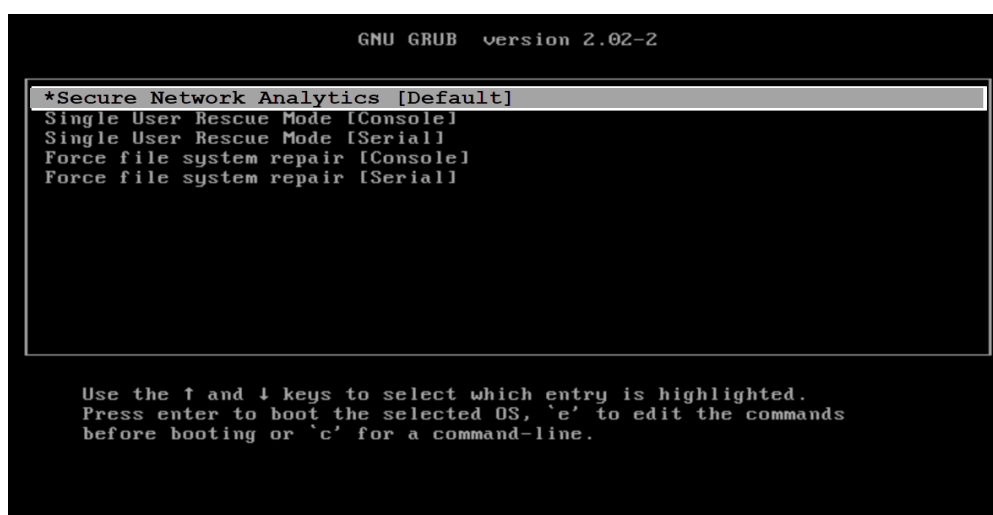 GNU GRUB  version 2.02-2
*Secure Network Analytics [Default]
Single User Rescue Mode [Console]
Single User Rescue Mode [Serial]
Force file system repair [Console]
Force file system repair [Serial]
Use the ↑ and ↓ keys to select which entry is highlighted.
Press enter to boot the selected OS, `e' to edit the commands
before booting or `c' for a command-line.